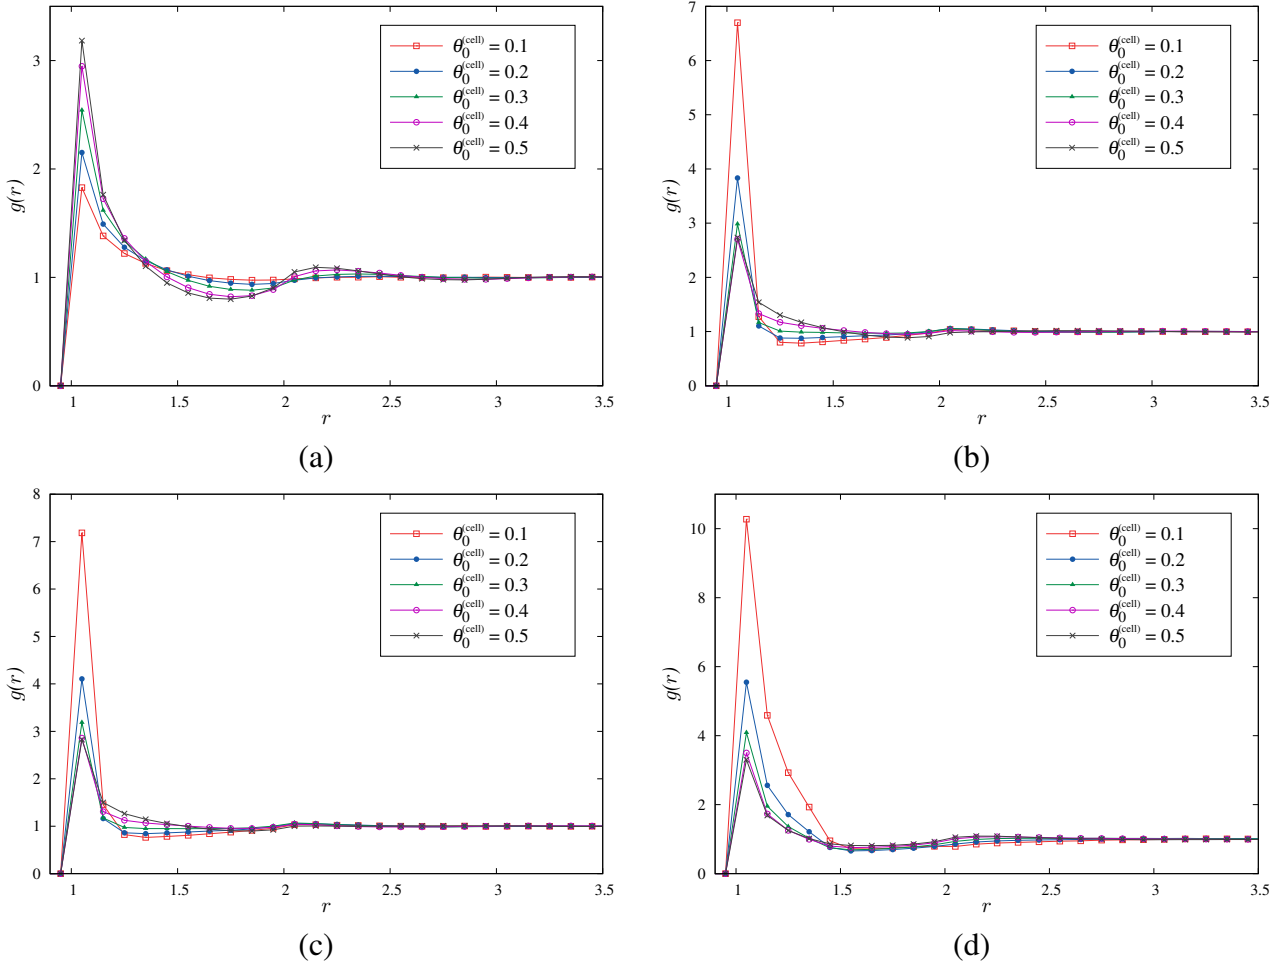 g(r)
3
2
1
0
θ₀^(cell) = 0.1
θ₀^(cell) = 0.2
θ₀^(cell) = 0.3
θ₀^(cell) = 0.4
θ₀^(cell) = 0.5
1 1.5 2 2.5 3 3.5
r
(a)
g(r)
7
6
5
4
3
2
1
0
θ₀^(cell) = 0.1
θ₀^(cell) = 0.2
θ₀^(cell) = 0.3
θ₀^(cell) = 0.4
θ₀^(cell) = 0.5
1 1.5 2 2.5 3 3.5
r
(b)
g(r)
8
7
6
5
4
3
2
1
0
θ₀^(cell) = 0.1
θ₀^(cell) = 0.2
θ₀^(cell) = 0.3
θ₀^(cell) = 0.4
θ₀^(cell) = 0.5
1 1.5 2 2.5 3 3.5
r
(c)
g(r)
10
8
6
4
2
0
θ₀^(cell) = 0.1
θ₀^(cell) = 0.2
θ₀^(cell) = 0.3
θ₀^(cell) = 0.4
θ₀^(cell) = 0.5
1 1.5 2 2.5 3 3.5
r
(d)